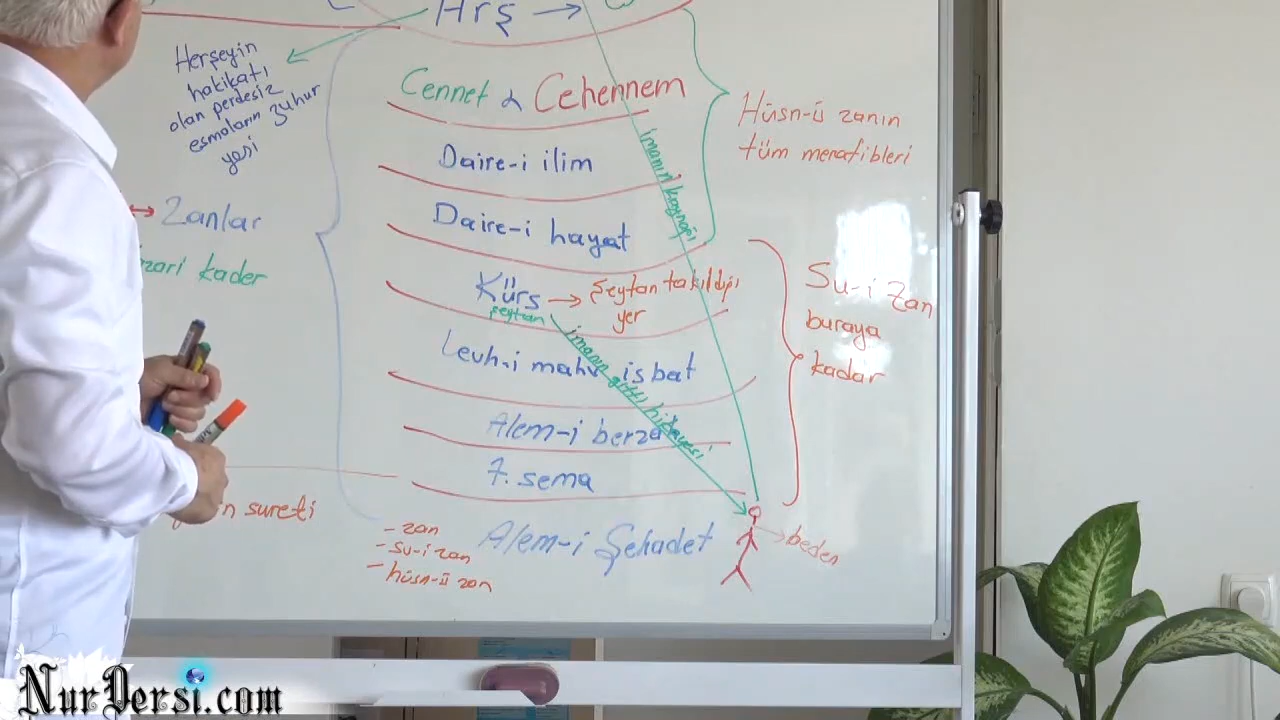 Arş →
Herşeyin
hakikatı
olan perdesiz
esmaların zuhur
yeri
Cennet & Cehennem
Hüsn-ü zanın
tüm meratibleri
Daire-i ilim
imanın kaynağı
Zanlar
Daire-i hayat
kader
Kürs → Şeytan takıldığı
yer
şeytan
Su-i Zan
buraya
kadar
Levh-i mahv isbat
imanın gittiği hikayesi
Alem-i berza
7. sema
sureti
- zan
- su-i zan
- hüsn-ü zan
Alem-i Şehadet
beden
NurDersi.com